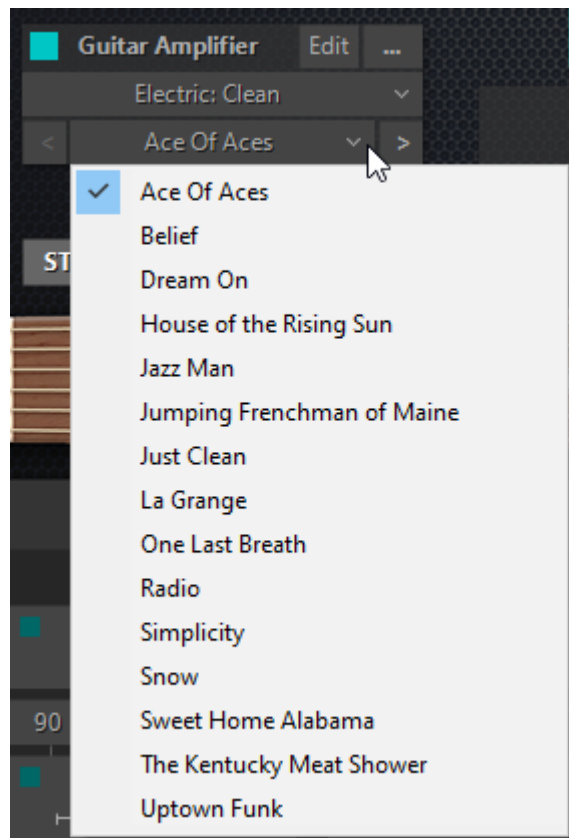 Guitar Amplifier Edit ...
Electric: Clean
< Ace Of Aces >
Ace Of Aces
Belief
ST
Dream On
House of the Rising Sun
Jazz Man
Jumping Frenchman of Maine
Just Clean
La Grange
One Last Breath
Radio
Simplicity
Snow
90
Sweet Home Alabama
The Kentucky Meat Shower
Uptown Funk